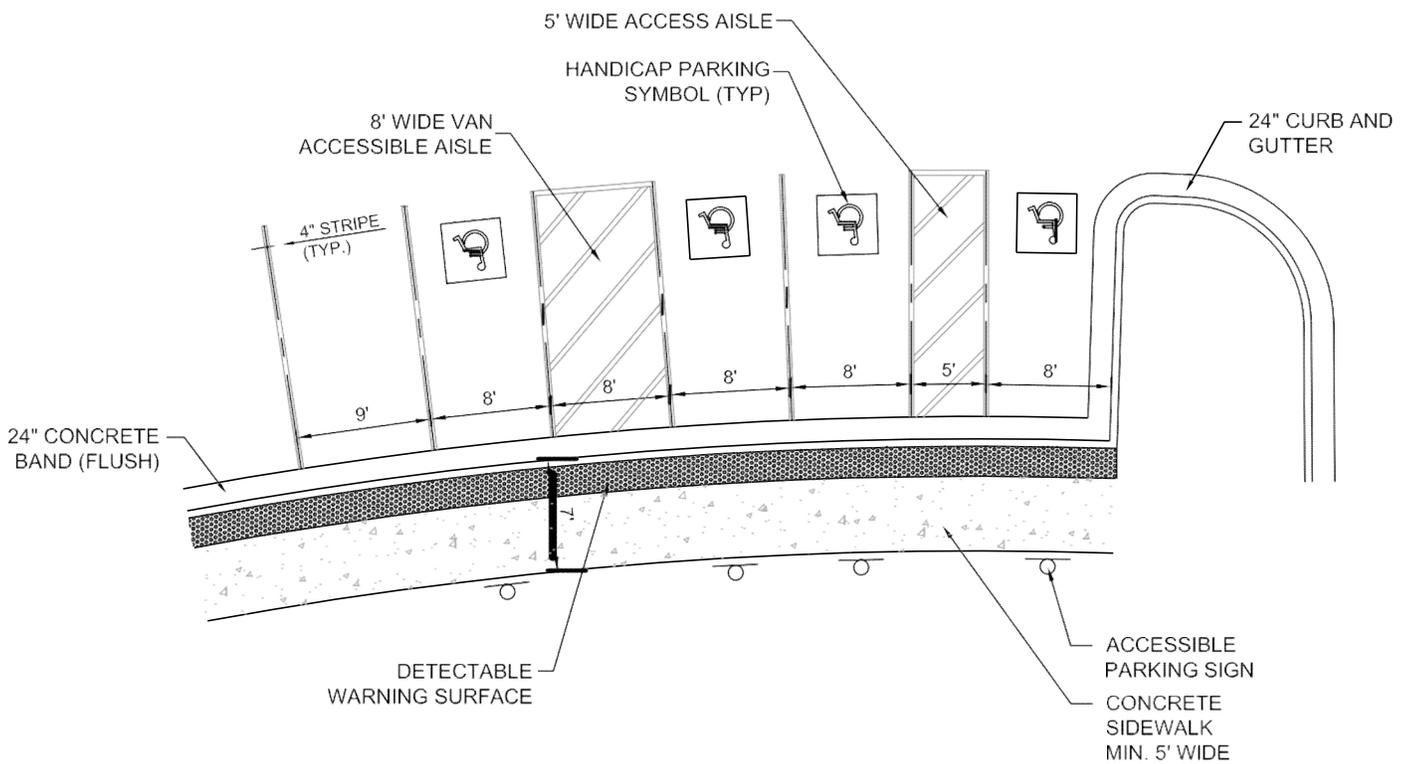 5' WIDE ACCESS AISLE
HANDICAP PARKING
SYMBOL (TYP)
8' WIDE VAN
ACCESSIBLE AISLE
24" CURB AND
GUTTER
4" STRIPE
(TYP.)
9'
8'
8'
8'
8'
5'
8'
24" CONCRETE
BAND (FLUSH)
7'
DETECTABLE
WARNING SURFACE
ACCESSIBLE
PARKING SIGN
CONCRETE
SIDEWALK
MIN. 5' WIDE